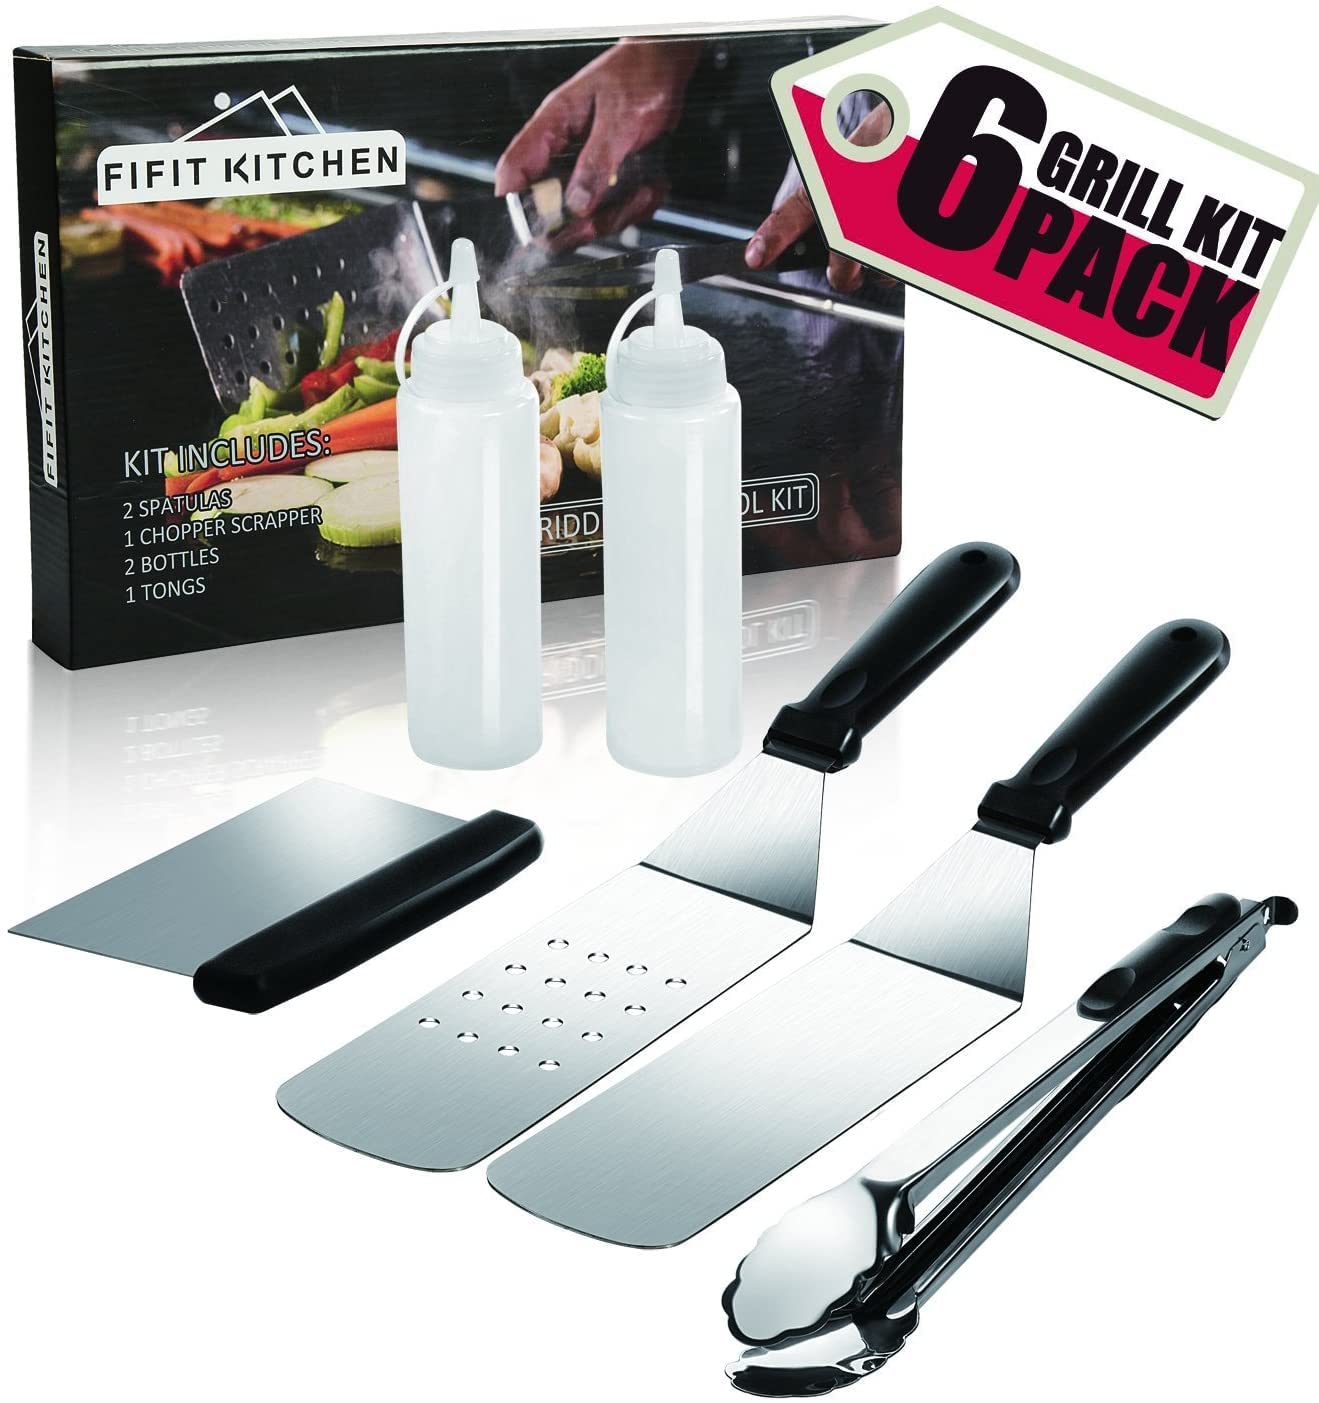 FIFIT KITCHEN
FIFIT KITCHEN
KIT INCLUDES:
2 SPATULAS
1 CHOPPER SCRAPPER
2 BOTTLES
1 TONGS
KIT
6 GRILL KIT
PACK